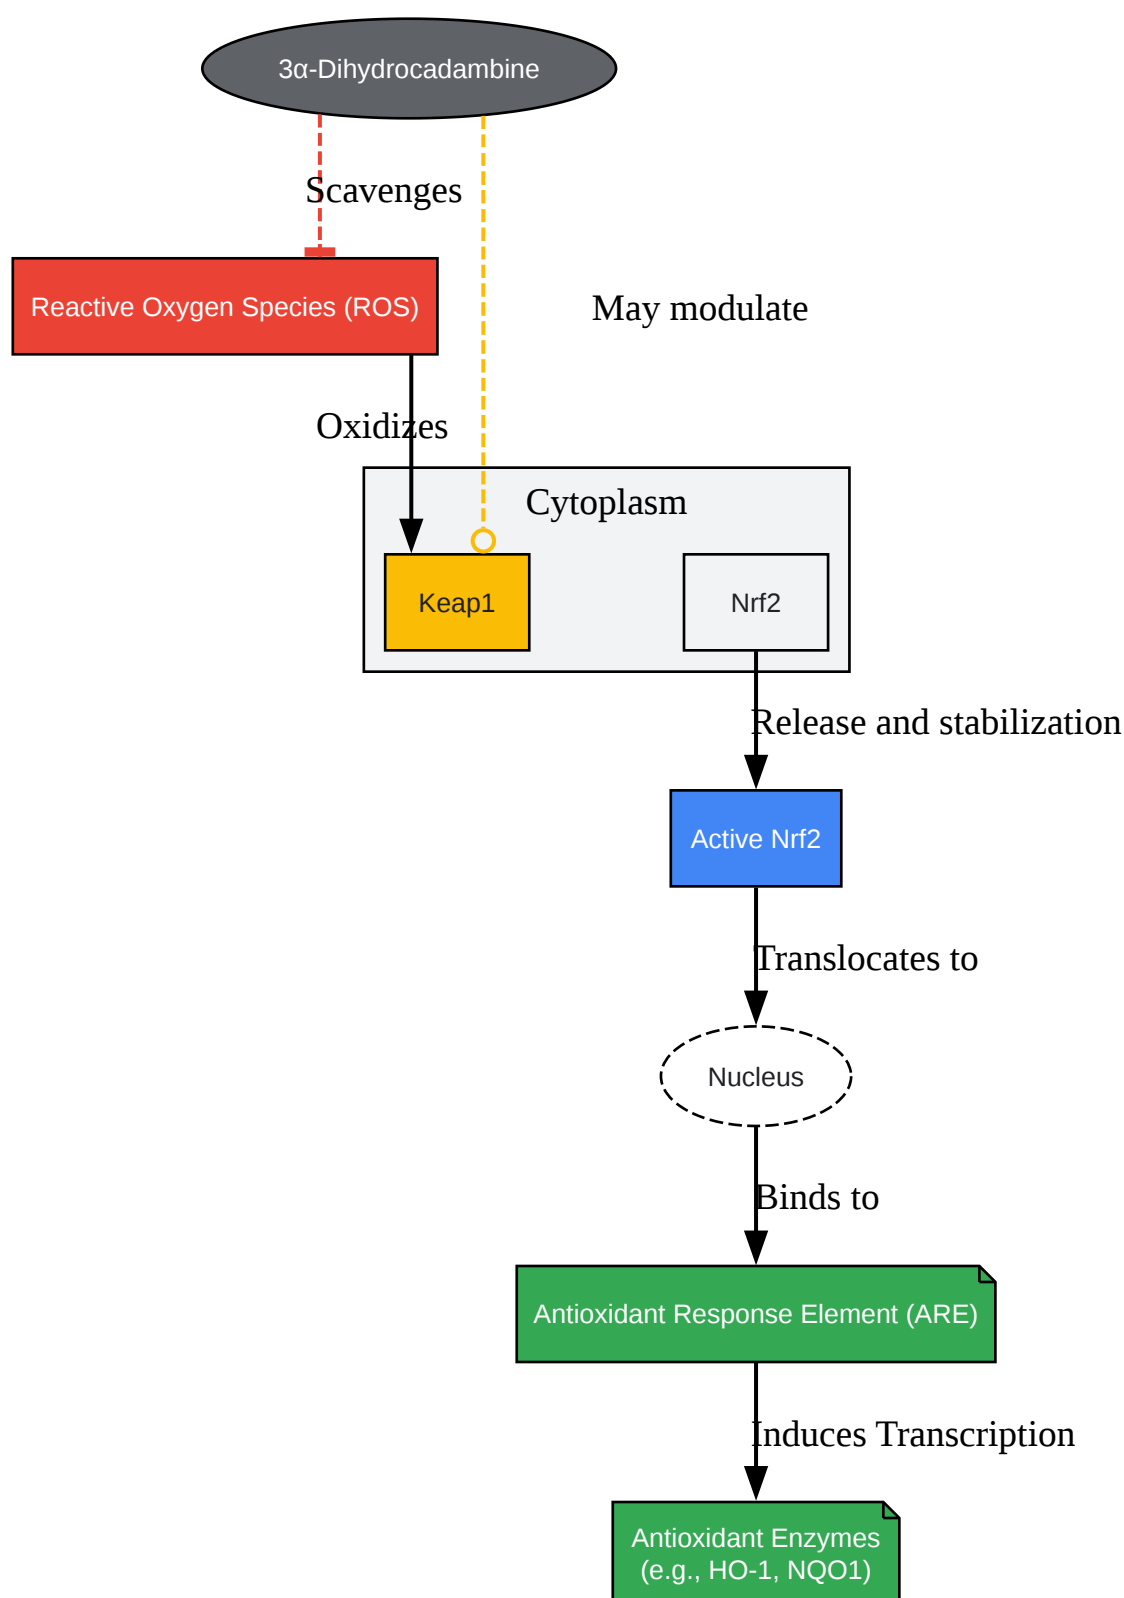 3α-Dihydrocadambine
Scavenges
Reactive Oxygen Species (ROS)
May modulate
Oxidizes
Cytoplasm
Keap1
Nrf2
Release and stabilization
Active Nrf2
Translocates to
Nucleus
Binds to
Antioxidant Response Element (ARE)
Induces Transcription
Antioxidant Enzymes
(e.g., HO-1, NQO1)